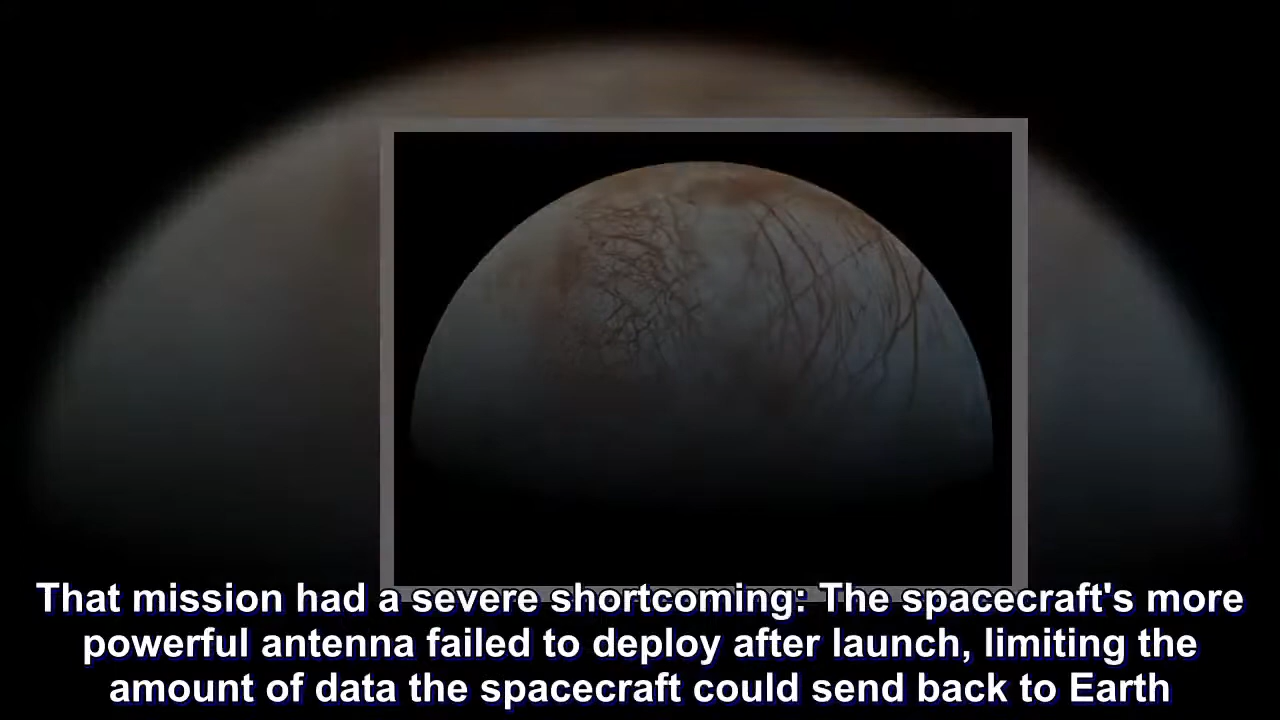 That mission had a severe shortcoming: The spacecraft's more
powerful antenna failed to deploy after launch, limiting the
amount of data the spacecraft could send back to Earth